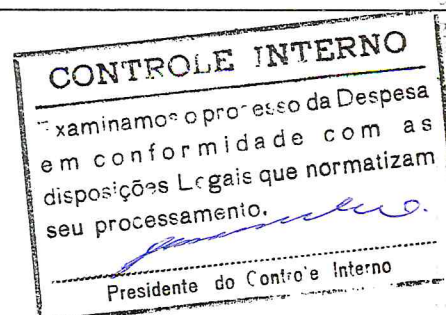 CONTROLE INTERNO
Examinamos o processo da Despesa
em conformidade com as
disposições Legais que normatizam
seu processamento.
Presidente do Controle Interno